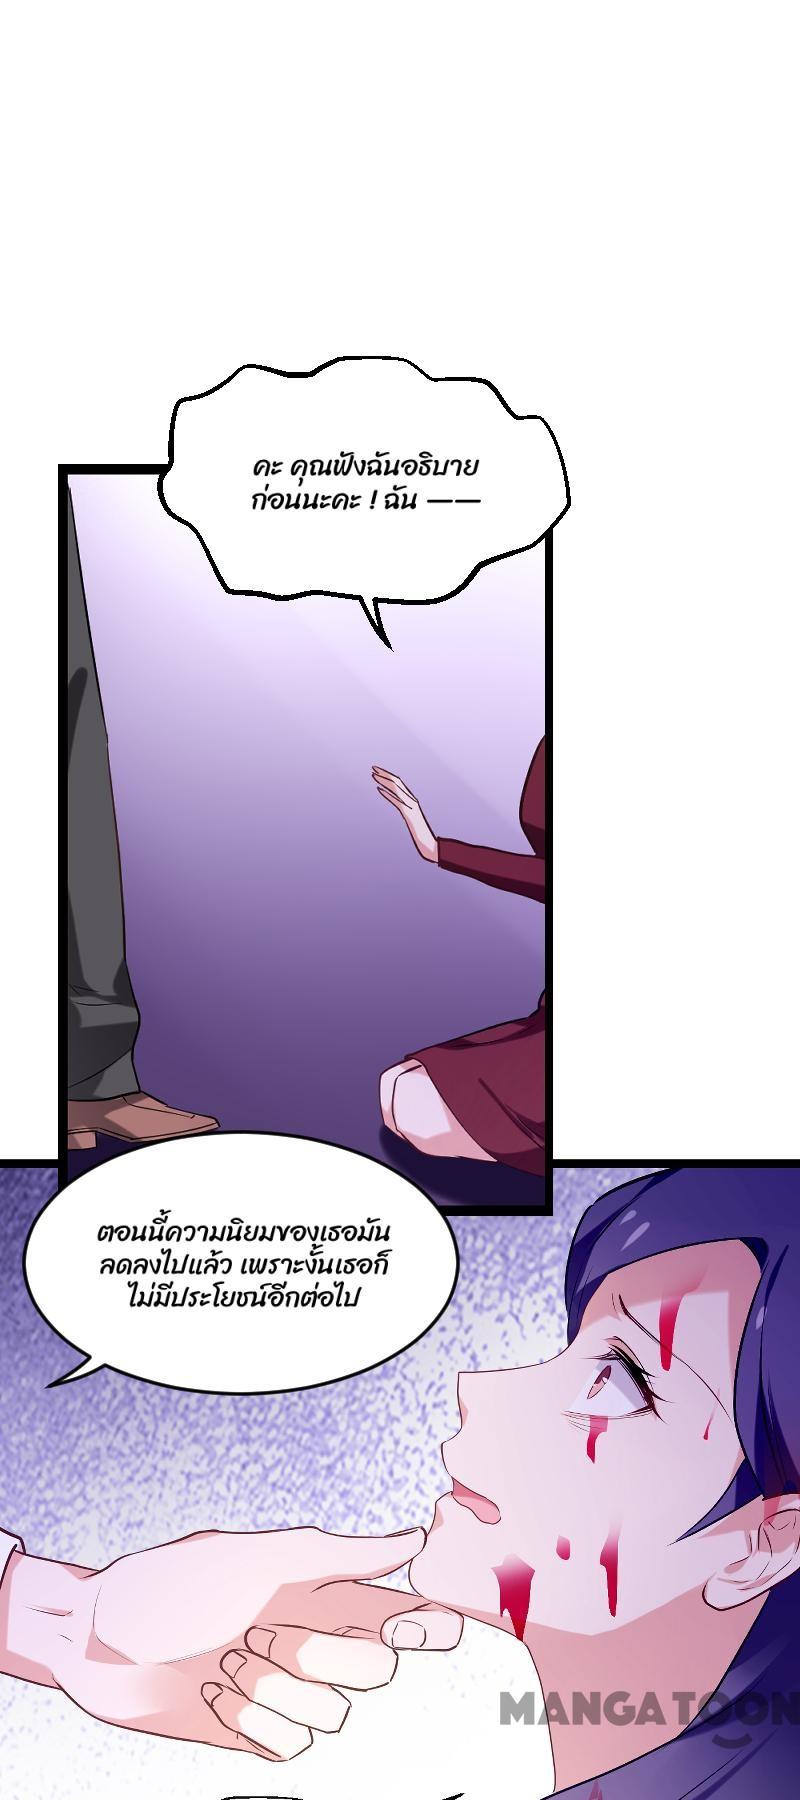 คะ คุณฟังฉันอธิบาย
ก่อนนะคะ ! ฉัน ——
ตอนนี้ความนิยมของเธอมัน
ลดลงไปแล้ว เพราะงั้นเธอก็
ไม่มีประโยชน์อีกต่อไป
MANGATOON